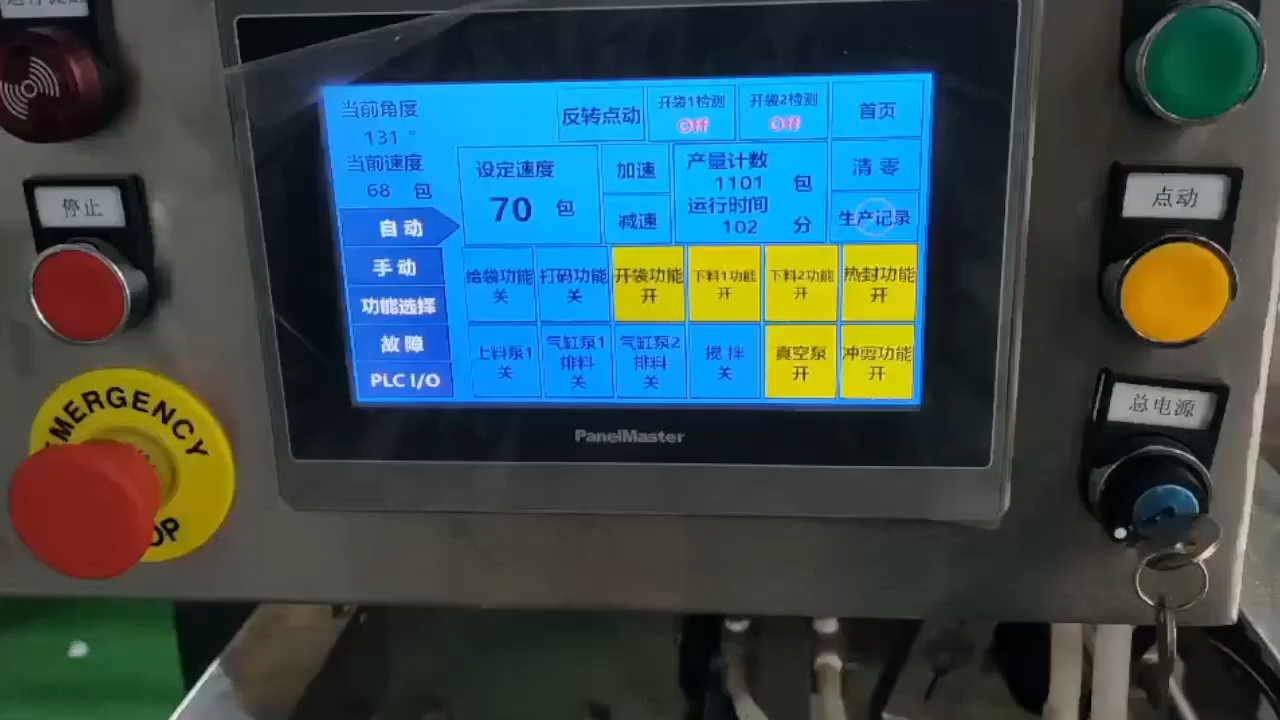 停止
EMERGENCY
当前角度
131 °
当前速度
68 包
自动
手动
功能选择
故障
PLC I/O
反转点动
开袋1检测
Off
开袋2检测
Off
首页
设定速度
70 包
加速
减速
产量计数
1101 包
运行时间
102 分
清零
生产记录
给袋功能
关
打码功能
关
开袋功能
开
下料1功能
开
下料2功能
开
热封功能
开
上料泵1
关
气缸泵1
排料
关
气缸泵2
排料
关
搅拌
关
真空泵
开
冲剪功能
开
PanelMaster
点动
总电源